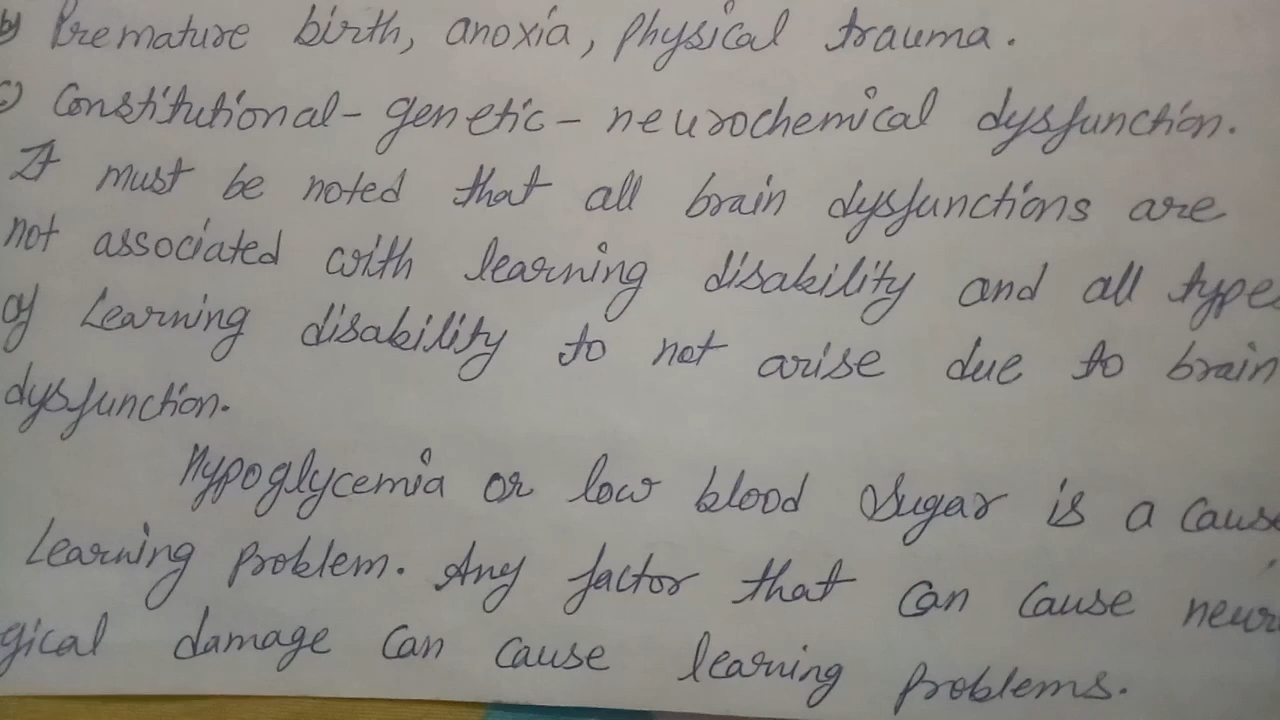 b) Premature birth, anoxia, physical trauma.
c) Constitutional - genetic - neurochemical dysfunction.
It must be noted that all brain dysfunctions are
not associated with learning disability and all type
of Learning disability to not arise due to brain
dysfunction.
Hypoglycemia or low blood Sugar is a cause
Learning problem. Any factor that can cause neuro
gical damage can cause learning problems.